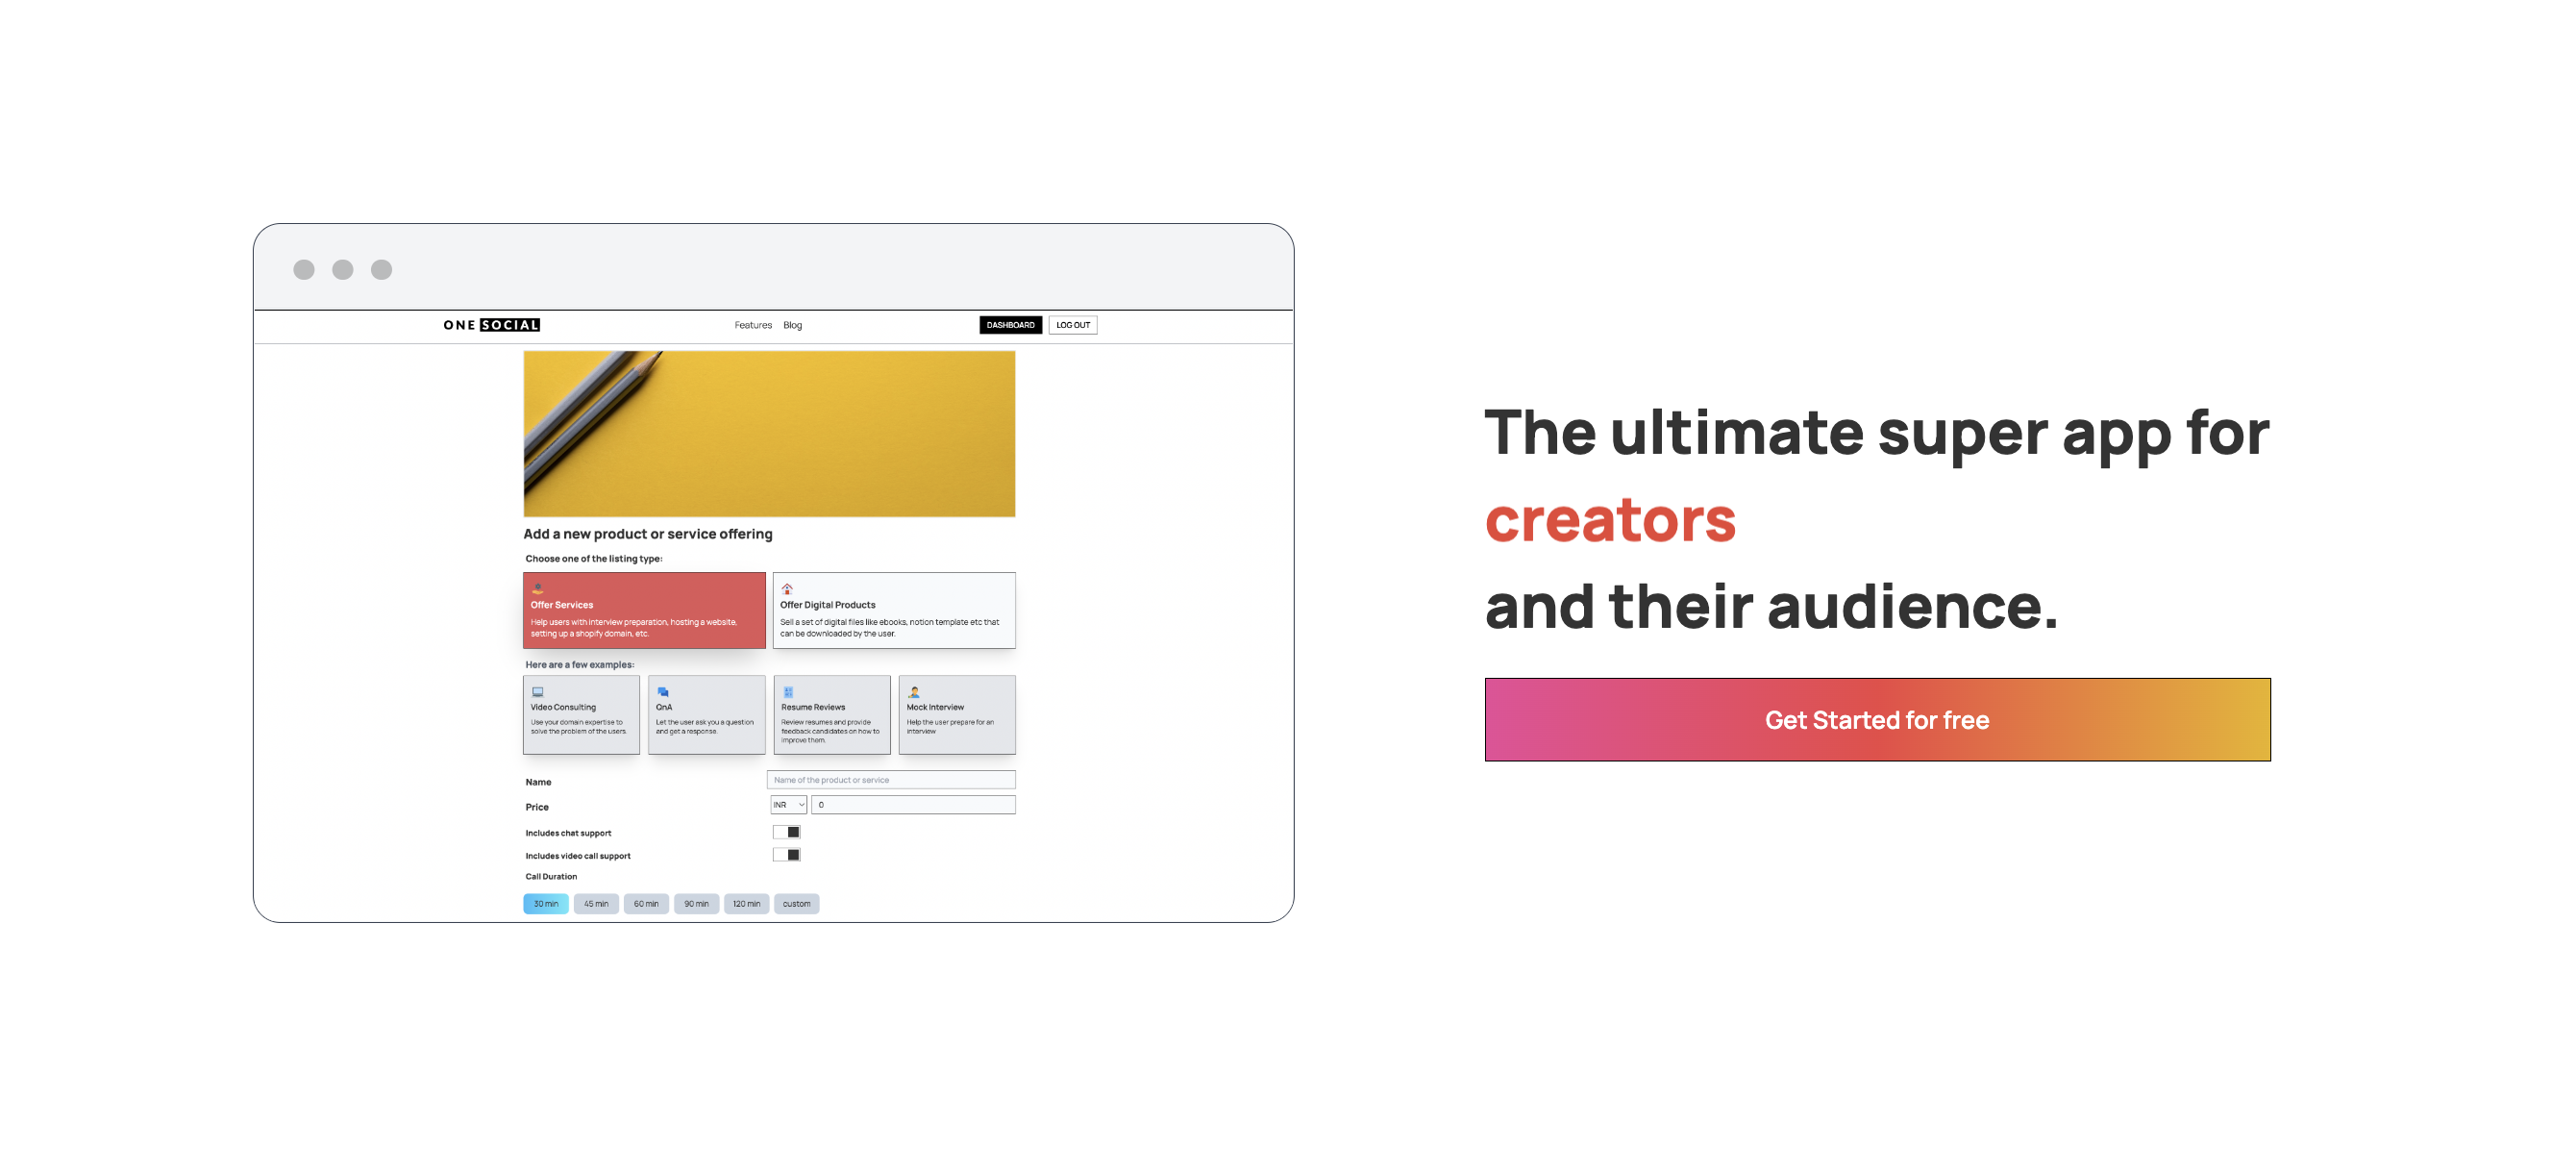 ONE SOCIAL
Features Blog
DASHBOARD LOG OUT
Add a new product or service offering
Choose one of the listing type:
Offer Services
Help users with interview preparation, hosting a website,
setting up a shopify domain, etc.
Offer Digital Products
Sell a set of digital files like ebooks, notion template etc that
can be downloaded by the user.
Here are a few examples:
Video Consulting
Use your domain expertise to
solve the problem of the users.
QnA
Let the user ask you a question
and get a response.
Resume Reviews
Review resumes and provide
feedback candidates on how to
improve them.
Mock Interview
Help the user prepare for an
interview
Name
Name of the product or service
Price
INR 0
Includes chat support
Includes video call support
Call Duration
30 min 45 min 60 min 90 min 120 min custom
The ultimate super app for
creators
and their audience.
Get Started for free